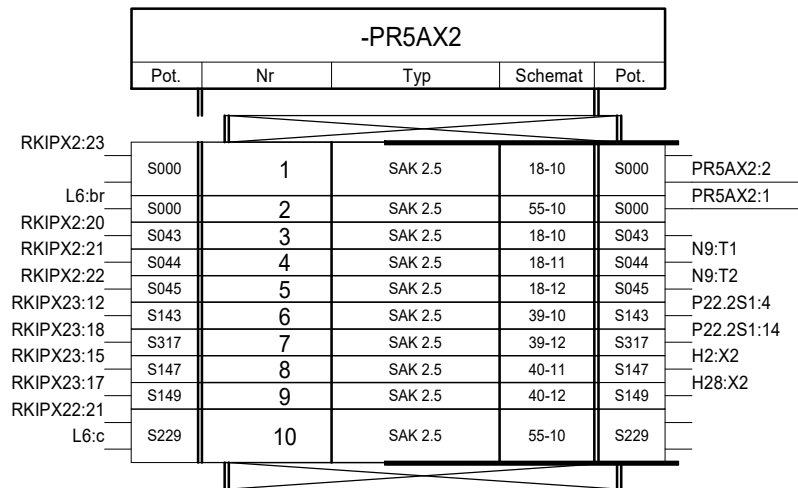 -PR5AX2
Pot. Nr Typ Schemat Pot.
RKIPX2:23
S000 1 SAK 2.5 18-10 S000 PR5AX2:2
L6:br PR5AX2:1
S000 2 SAK 2.5 55-10 S000
RKIPX2:20
S043 3 SAK 2.5 18-10 S043
RKIPX2:21 N9:T1
S044 4 SAK 2.5 18-11 S044
RKIPX2:22 N9:T2
S045 5 SAK 2.5 18-12 S045
RKIPX23:12 P22.2S1:4
S143 6 SAK 2.5 39-10 S143
RKIPX23:18 P22.2S1:14
S317 7 SAK 2.5 39-12 S317
RKIPX23:15 H2:X2
S147 8 SAK 2.5 40-11 S147
RKIPX23:17 H28:X2
S149 9 SAK 2.5 40-12 S149
RKIPX22:21
L6:c S229 10 SAK 2.5 55-10 S229